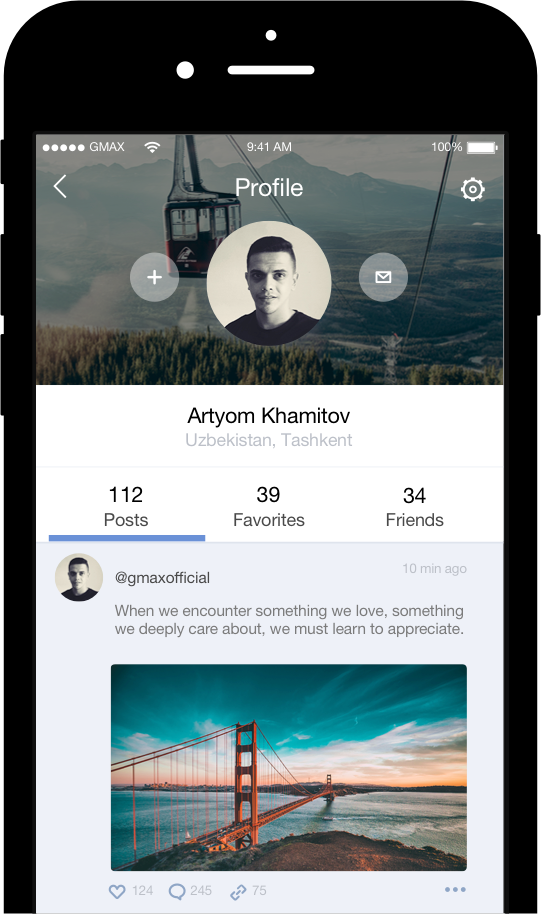 GMAX 9:41 AM 100%
Profile
Artyom Khamitov
Uzbekistan, Tashkent
112 39 34
Posts Favorites Friends
@gmaxofficial 10 min ago
When we encounter something we love, something
we deeply care about, we must learn to appreciate.
124 245 75